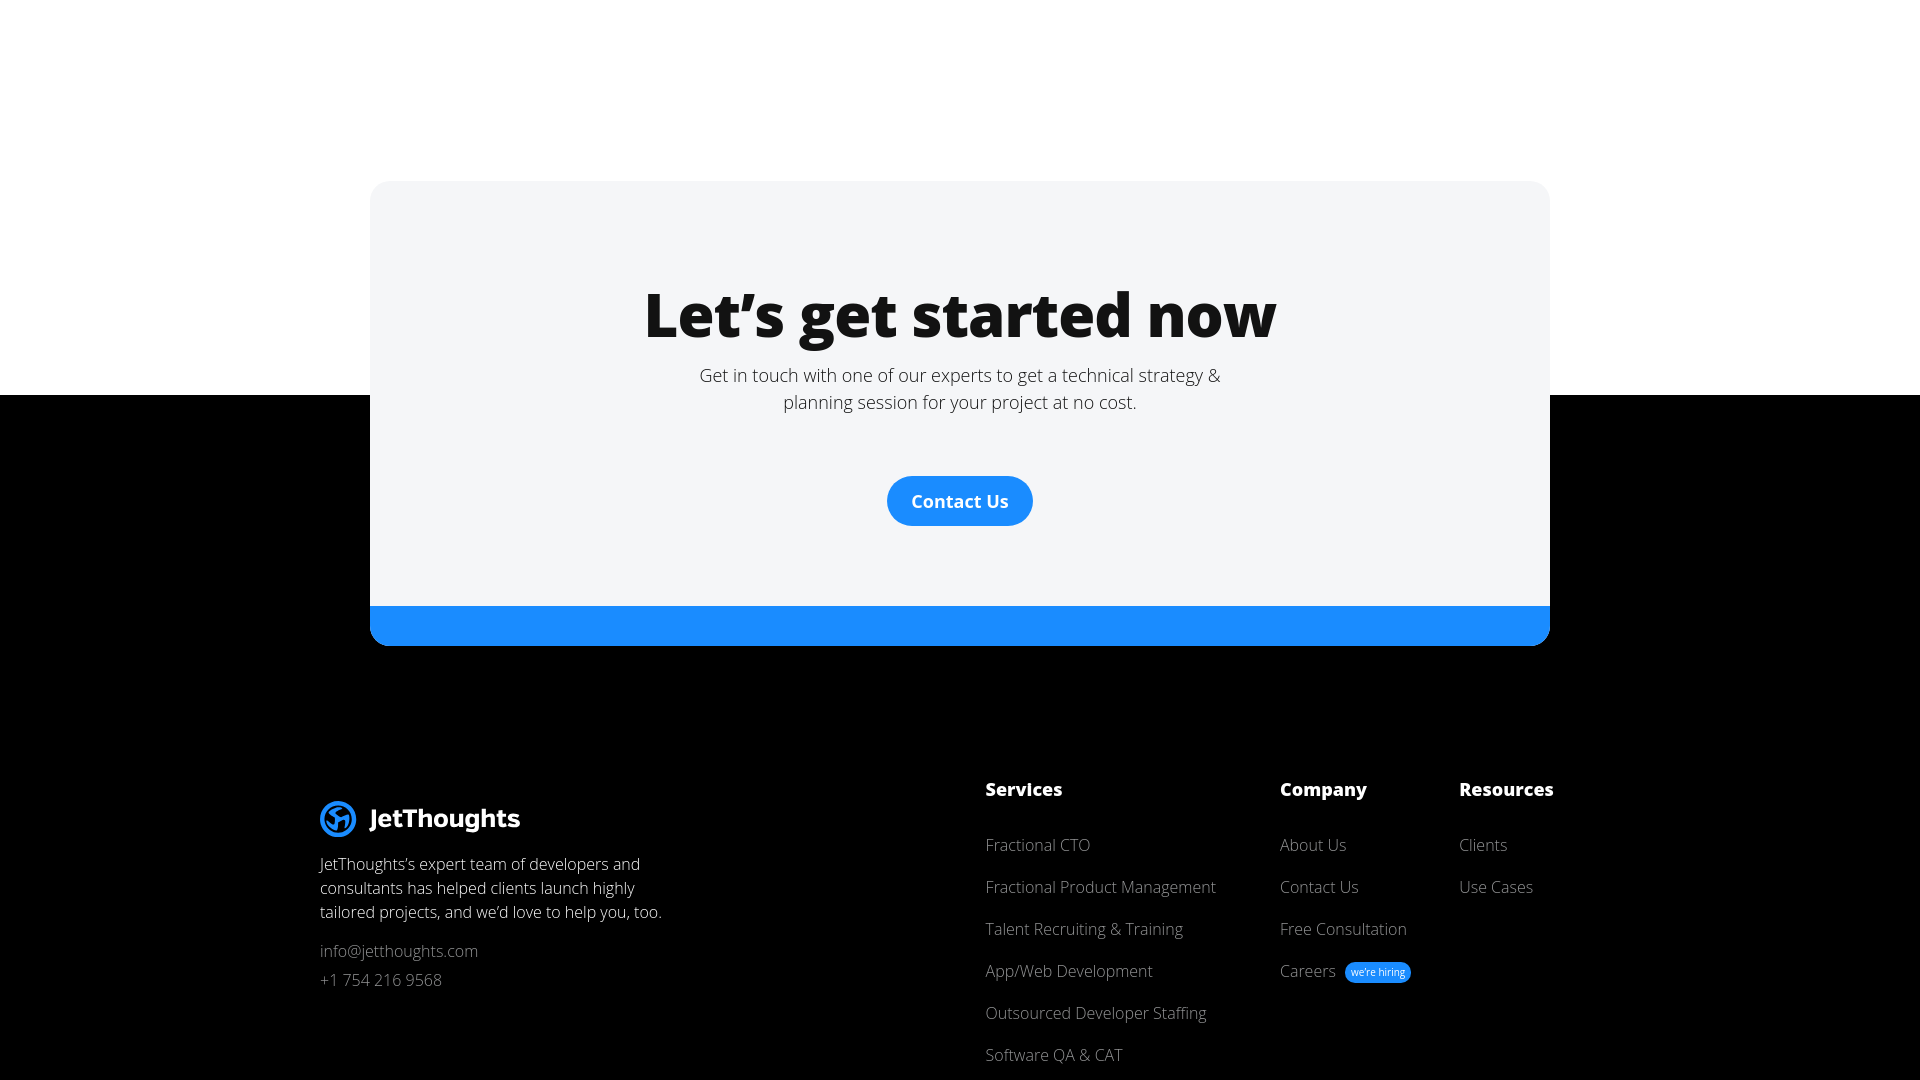 Let’s get started now
Get in touch with one of our experts to get a technical strategy &
planning session for your project at no cost.
Contact Us
JetThoughts
JetThoughts’s expert team of developers and
consultants has helped clients launch highly
tailored projects, and we’d love to help you, too.
info@jetthoughts.com
+1 754 216 9568
Services
Fractional CTO
Fractional Product Management
Talent Recruiting & Training
App/Web Development
Outsourced Developer Staffing
Software QA & CAT
Company
About Us
Contact Us
Free Consultation
Careers we’re hiring
Resources
Clients
Use Cases